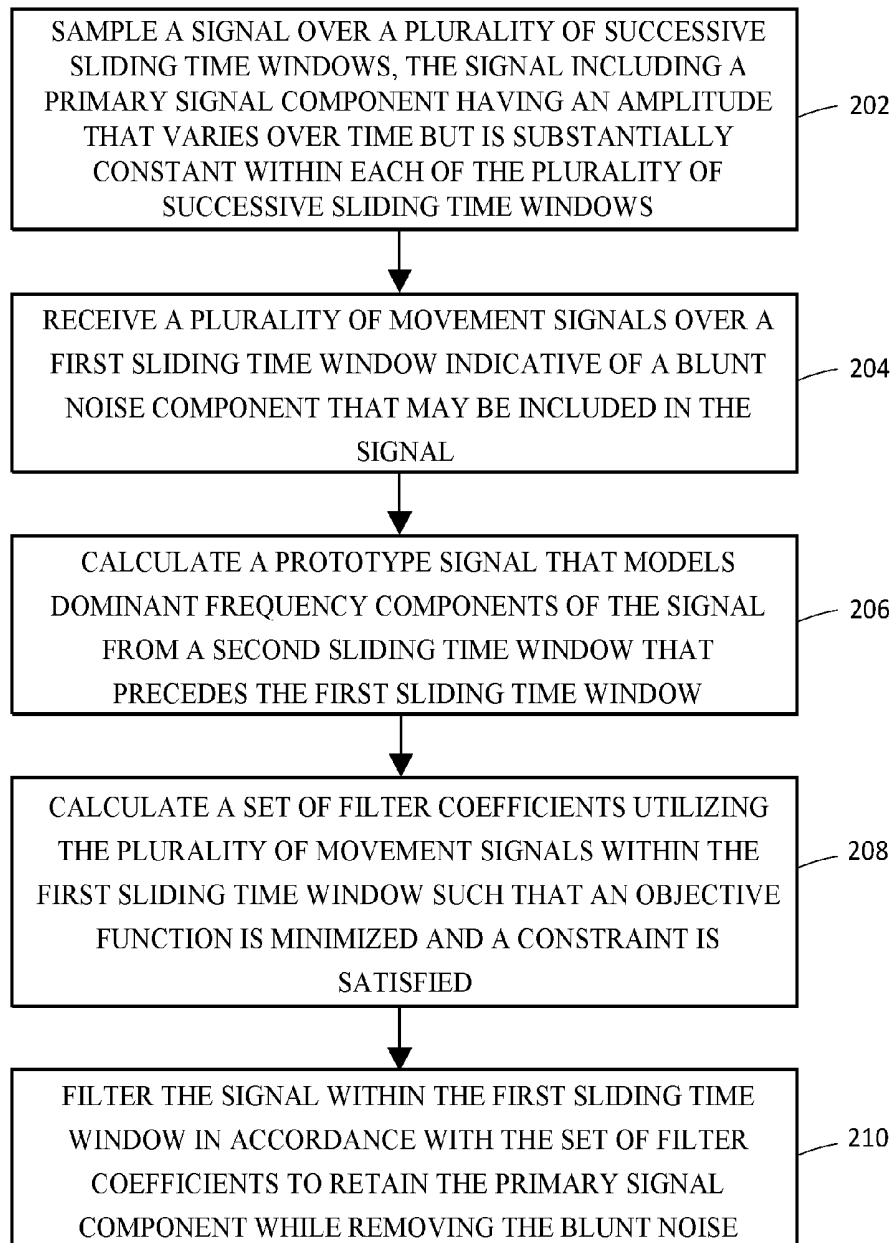 SAMPLE A SIGNAL OVER A PLURALITY OF SUCCESSIVE
SLIDING TIME WINDOWS, THE SIGNAL INCLUDING A
PRIMARY SIGNAL COMPONENT HAVING AN AMPLITUDE
THAT VARIES OVER TIME BUT IS SUBSTANTIALLY
CONSTANT WITHIN EACH OF THE PLURALITY OF
SUCCESSIVE SLIDING TIME WINDOWS
202
RECEIVE A PLURALITY OF MOVEMENT SIGNALS OVER A
FIRST SLIDING TIME WINDOW INDICATIVE OF A BLUNT
NOISE COMPONENT THAT MAY BE INCLUDED IN THE
SIGNAL
204
CALCULATE A PROTOTYPE SIGNAL THAT MODELS
DOMINANT FREQUENCY COMPONENTS OF THE SIGNAL
FROM A SECOND SLIDING TIME WINDOW THAT
PRECEDES THE FIRST SLIDING TIME WINDOW
206
CALCULATE A SET OF FILTER COEFFICIENTS UTILIZING
THE PLURALITY OF MOVEMENT SIGNALS WITHIN THE
FIRST SLIDING TIME WINDOW SUCH THAT AN OBJECTIVE
FUNCTION IS MINIMIZED AND A CONSTRAINT IS
SATISFIED
208
FILTER THE SIGNAL WITHIN THE FIRST SLIDING TIME
WINDOW IN ACCORDANCE WITH THE SET OF FILTER
COEFFICIENTS TO RETAIN THE PRIMARY SIGNAL
COMPONENT WHILE REMOVING THE BLUNT NOISE
210